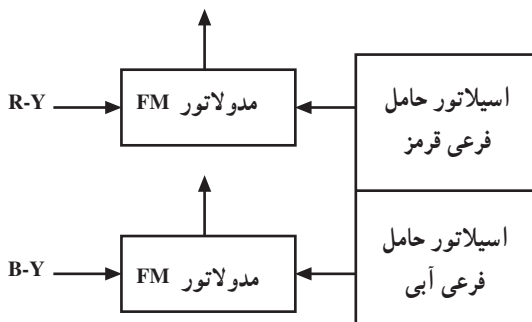 R-Y
مدولاتور FM
اسیلاتور حامل
فرعی قرمز
B-Y
مدولاتور FM
اسیلاتور حامل
فرعی آبی